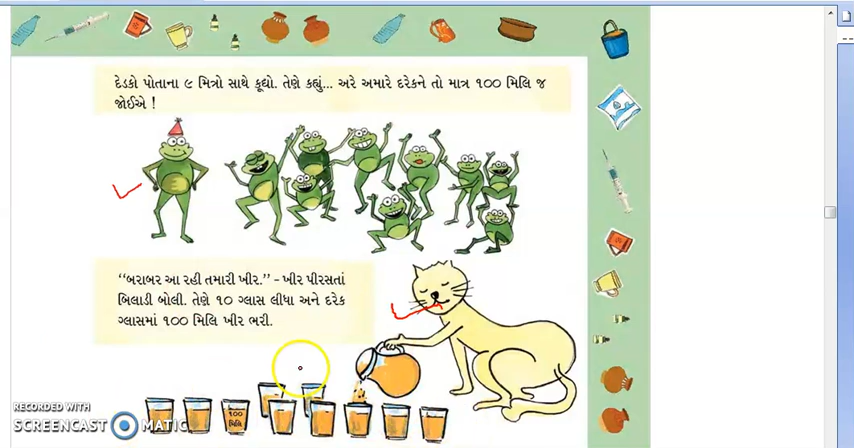 દેડકો પોતાના ૯ મિત્રો સાથે કૂદ્યો. તેણે કહ્યું... અરે અમારે દરેકને તો માત્ર ૧૦૦ મિલિ જ
જોઈએ !
“બરાબર આ રહી તમારી ખીર.” - ખીર પીરસતાં
બિલાડી બોલી. તેણે ૧૦ ગ્લાસ લીધા અને દરેક
ગ્લાસમાં ૧૦૦ મિલિ ખીર ભરી.
૧૦૦
મિલિ
RECORDED WITH
SCREENCAST MATIC